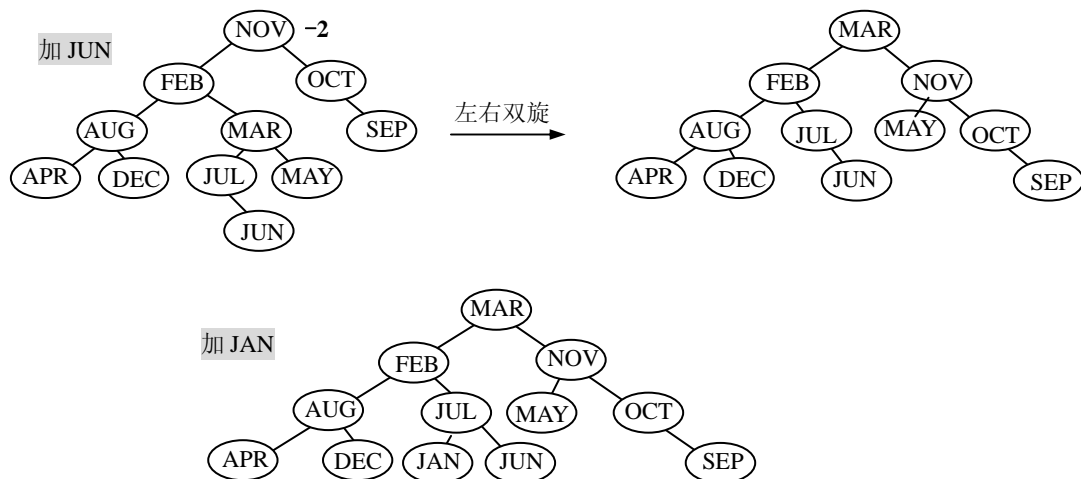 加 JUN
NOV -2
FEB OCT
AUG MAR SEP
APR DEC JUL MAY
JUN
左右双旋
MAR
FEB NOV
AUG JUL MAY OCT
APR DEC JUN SEP
加 JAN
MAR
FEB NOV
AUG JUL MAY OCT
APR DEC JAN JUN SEP